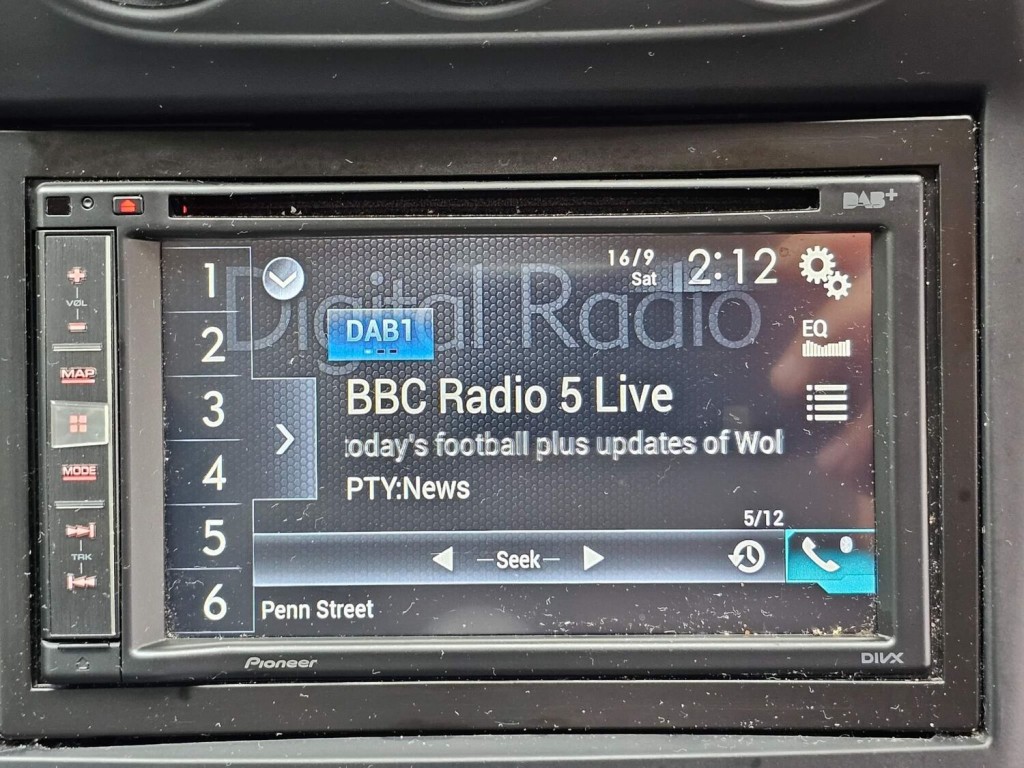 DAB+
VOL
MAP
MODE
TRK
1
2
3
4
5
6
Digital Radio
16/9
Sat
2:12
DAB1
EQ
BBC Radio 5 Live
oday's football plus updates of Wol
PTY:News
5/12
Seek
Penn Street
Pioneer
DIVX